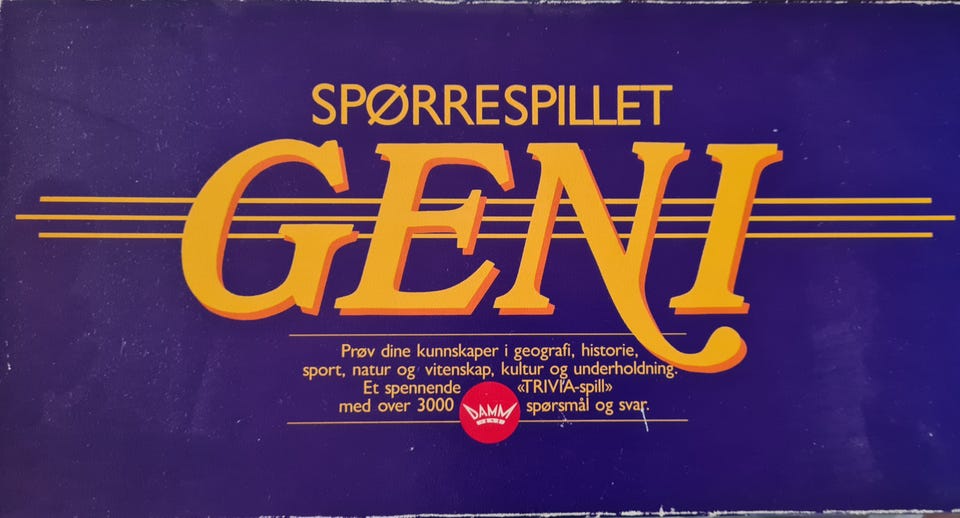 SPØRRESPILLET
GENI
Prøv dine kunnskaper i geografi, historie,
sport, natur og vitenskap, kultur og underholdning.
Et spennende «TRIVIA-spill»
med over 3000 spørsmål og svar.
DAMM